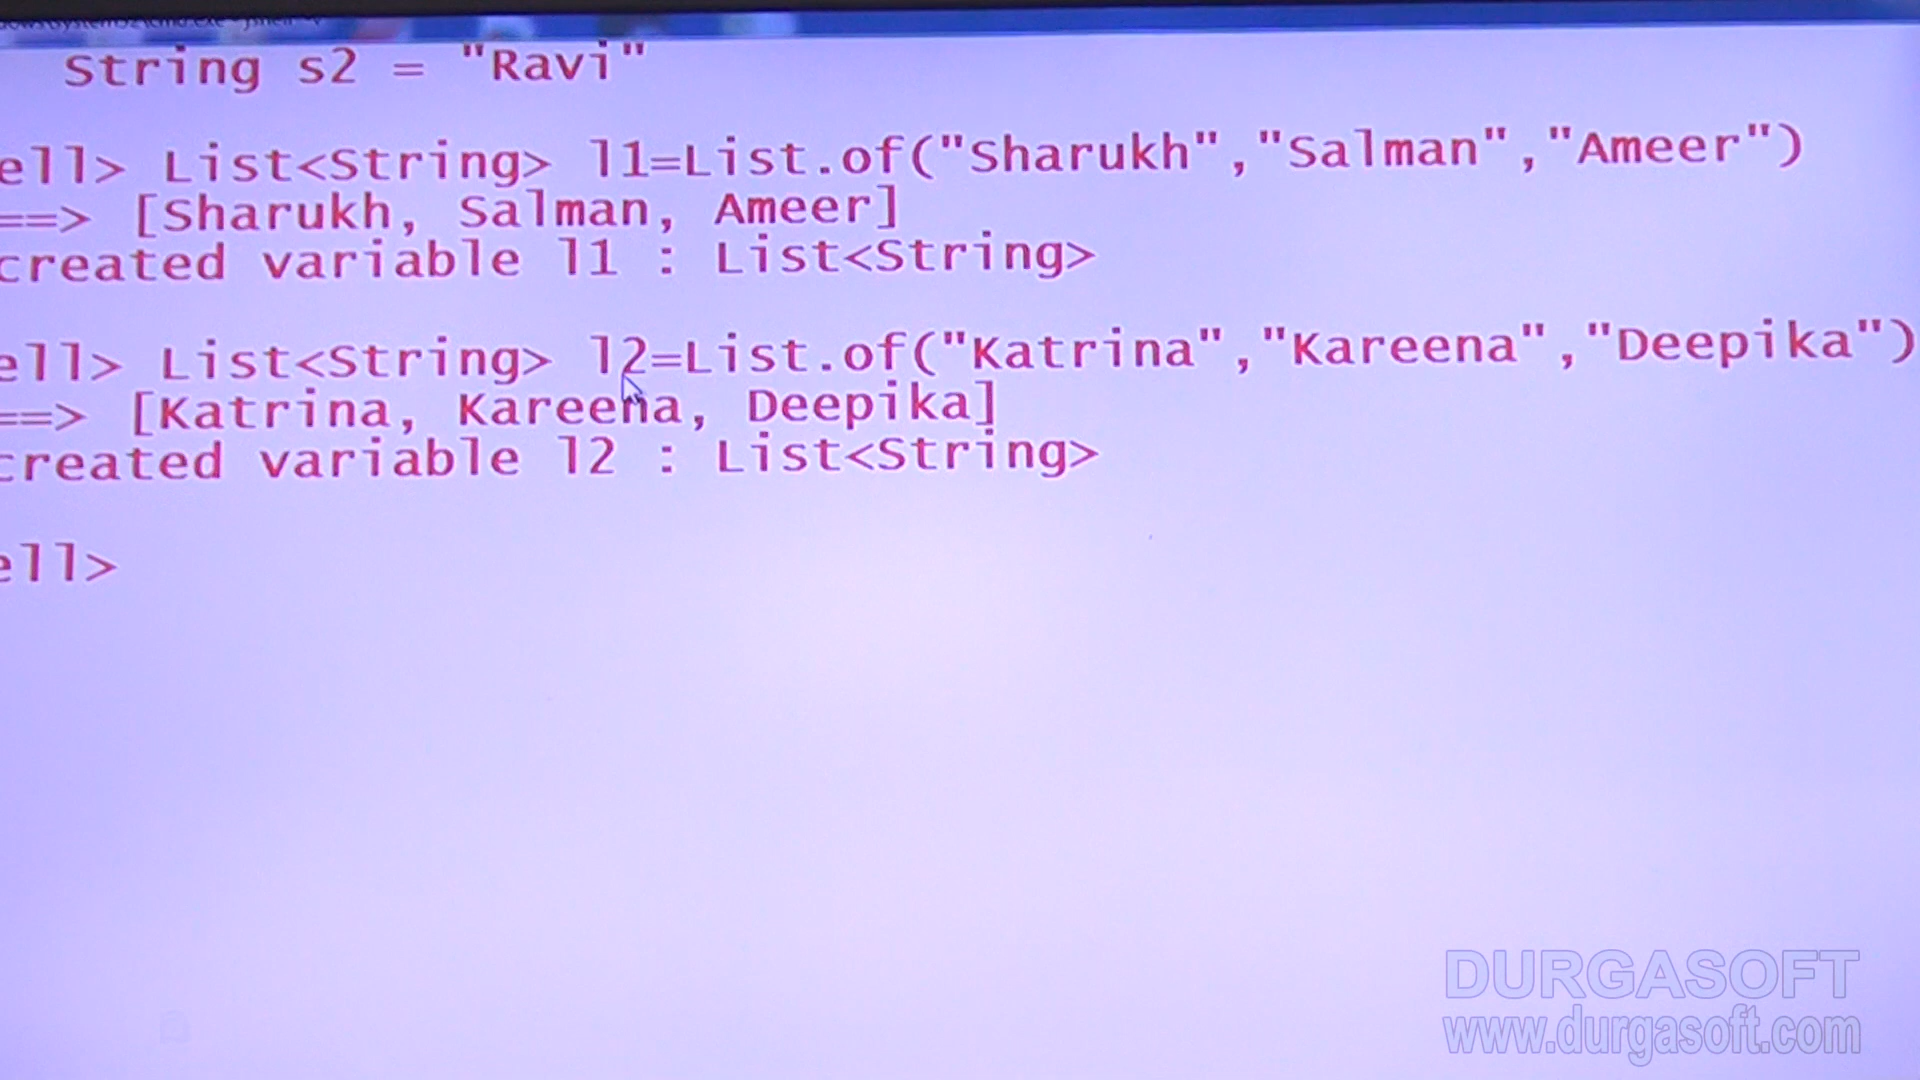 String s2 = "Ravi"
ell> List<String> l1=List.of("Sharukh","Salman","Ameer")
==> [Sharukh, Salman, Ameer]
created variable l1 : List<String>
ell> List<String> l2=List.of("Katrina","Kareena","Deepika")
==> [Katrina, Kareena, Deepika]
created variable l2 : List<String>
ell>
DURGASOFT
www.durgasoft.com